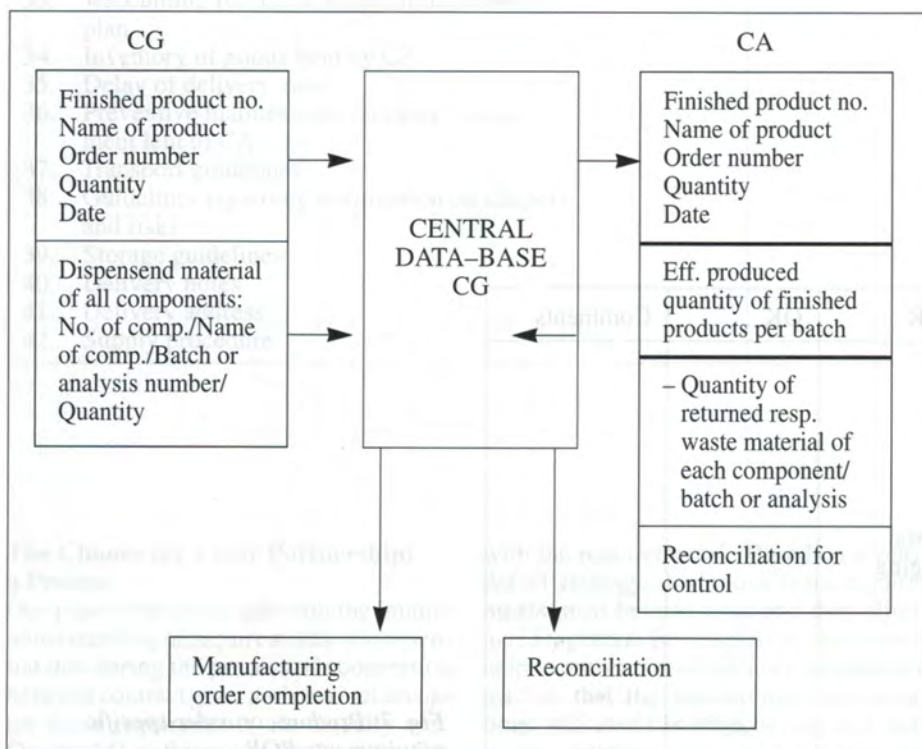 CG
Finished product no.
Name of product
Order number
Quantity
Date
Dispensend material
of all components:
No. of comp./Name
of comp./Batch or
analysis number/
Quantity
CENTRAL
DATA–BASE
CG
CA
Finished product no.
Name of product
Order number
Quantity
Date
Eff. produced
quantity of finished
products per batch
– Quantity of
returned resp.
waste material of
each component/
batch or analysis
Reconciliation for
control
Manufacturing
order completion
Reconciliation